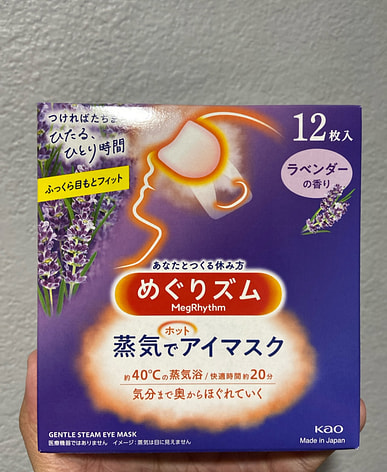 つければたちま
ひたる、
ひとり時間
ふっくら目もとフィット
12枚入
ラベンダー
の香り
あなたとつくる休み方
めぐりズム
MegRhythm
ホット
蒸気でアイマスク
約40℃の蒸気浴/快適時間約20分
気分まで奥からほぐれていく
GENTLE STEAM EYE MASK
医療機器ではありません イメージ:蒸気は目に見えません
Kao
Made in Japan